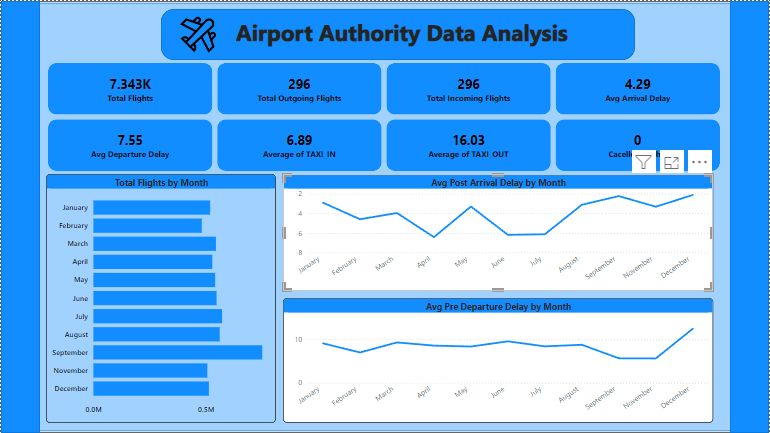 Airport Authority Data Analysis
7.343K
Total Flights
296
Total Outgoing Flights
296
Total Incoming Flights
4.29
Avg Arrival Delay
7.55
Avg Departure Delay
6.89
Average of TAXI_IN
16.03
Average of TAXI_OUT
0
Total Flights by Month
January
February
March
April
May
June
July
August
September
November
December
0.0M
0.5M
Avg Post Arrival Delay by Month
2
4
6
8
January
February
March
April
May
June
July
August
September
November
December
Avg Pre Departure Delay by Month
10
0
January
February
March
April
May
June
July
August
September
November
December